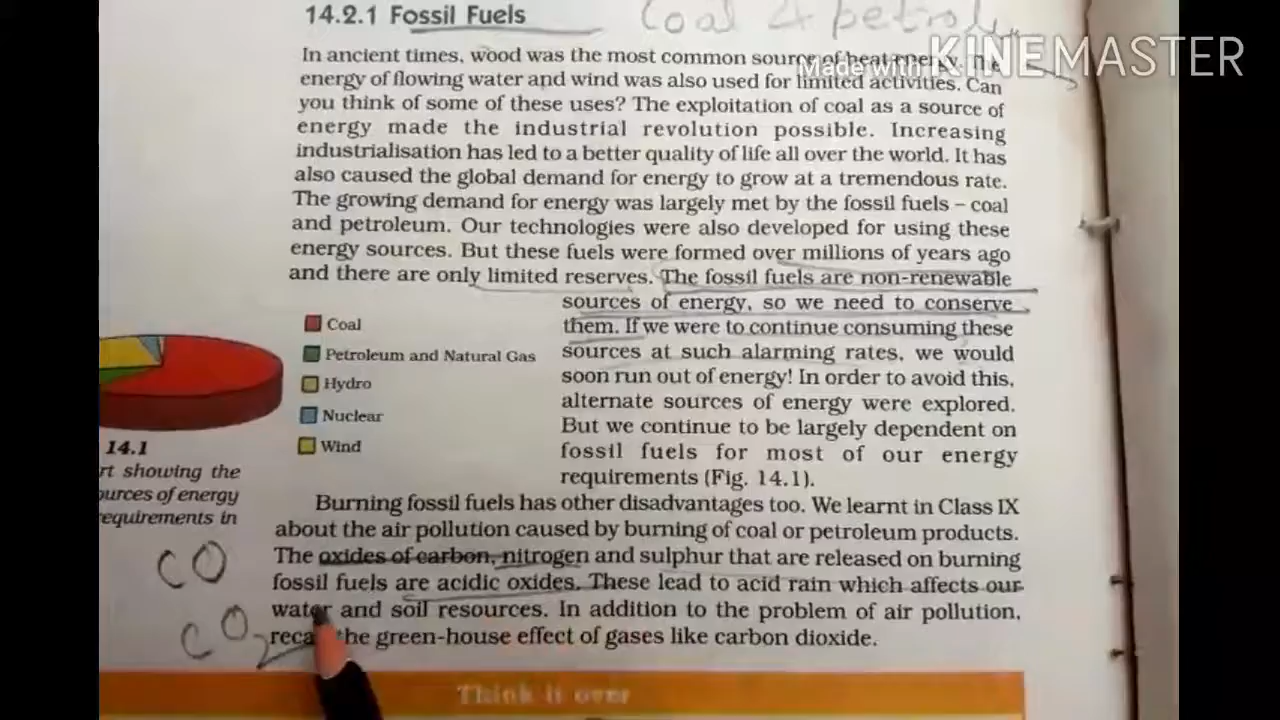 14.2.1 Fossil Fuels
Coal & petrol
Made with KINEMASTER
In ancient times, wood was the most common source of heat energy. The
energy of flowing water and wind was also used for limited activities. Can
you think of some of these uses? The exploitation of coal as a source of
energy made the industrial revolution possible. Increasing
industrialisation has led to a better quality of life all over the world. It has
also caused the global demand for energy to grow at a tremendous rate.
The growing demand for energy was largely met by the fossil fuels – coal
and petroleum. Our technologies were also developed for using these
energy sources. But these fuels were formed over millions of years ago
and there are only limited reserves. The fossil fuels are non-renewable
sources of energy, so we need to conserve
them. If we were to continue consuming these
sources at such alarming rates, we would
soon run out of energy! In order to avoid this,
alternate sources of energy were explored.
But we continue to be largely dependent on
fossil fuels for most of our energy
requirements (Fig. 14.1).
Coal
Petroleum and Natural Gas
Hydro
Nuclear
Wind
14.1
rt showing the
ources of energy
equirements in
Burning fossil fuels has other disadvantages too. We learnt in Class IX
about the air pollution caused by burning of coal or petroleum products.
The oxides of carbon, nitrogen and sulphur that are released on burning
fossil fuels are acidic oxides. These lead to acid rain which affects our
water and soil resources. In addition to the problem of air pollution,
reca the green-house effect of gases like carbon dioxide.
CO
CO2
Think it over